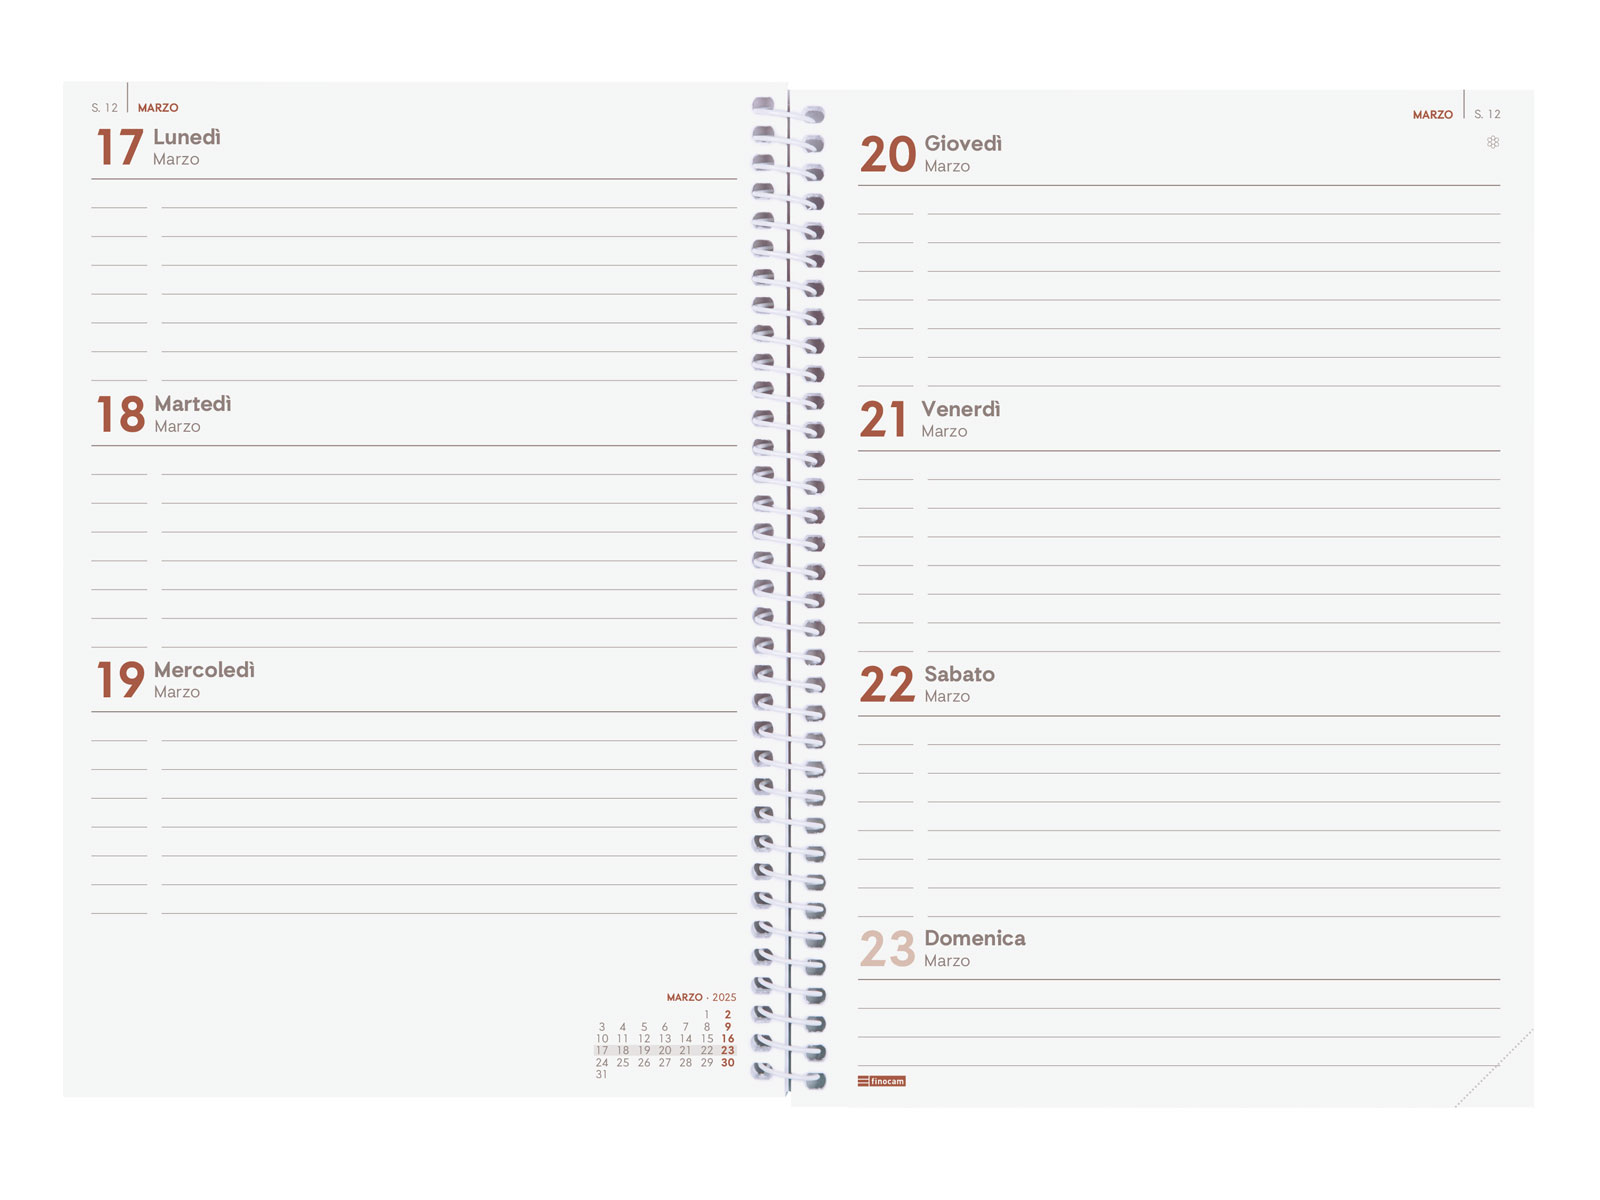 S. 12 MARZO
17 Lunedì
Marzo
18 Martedì
Marzo
19 Mercoledì
Marzo
MARZO · 2025
1 2
3 4 5 6 7 8 9
10 11 12 13 14 15 16
17 18 19 20 21 22 23
24 25 26 27 28 29 30
31
MARZO S. 12
20 Giovedì
Marzo
21 Venerdì
Marzo
22 Sabato
Marzo
23 Domenica
Marzo
finocam